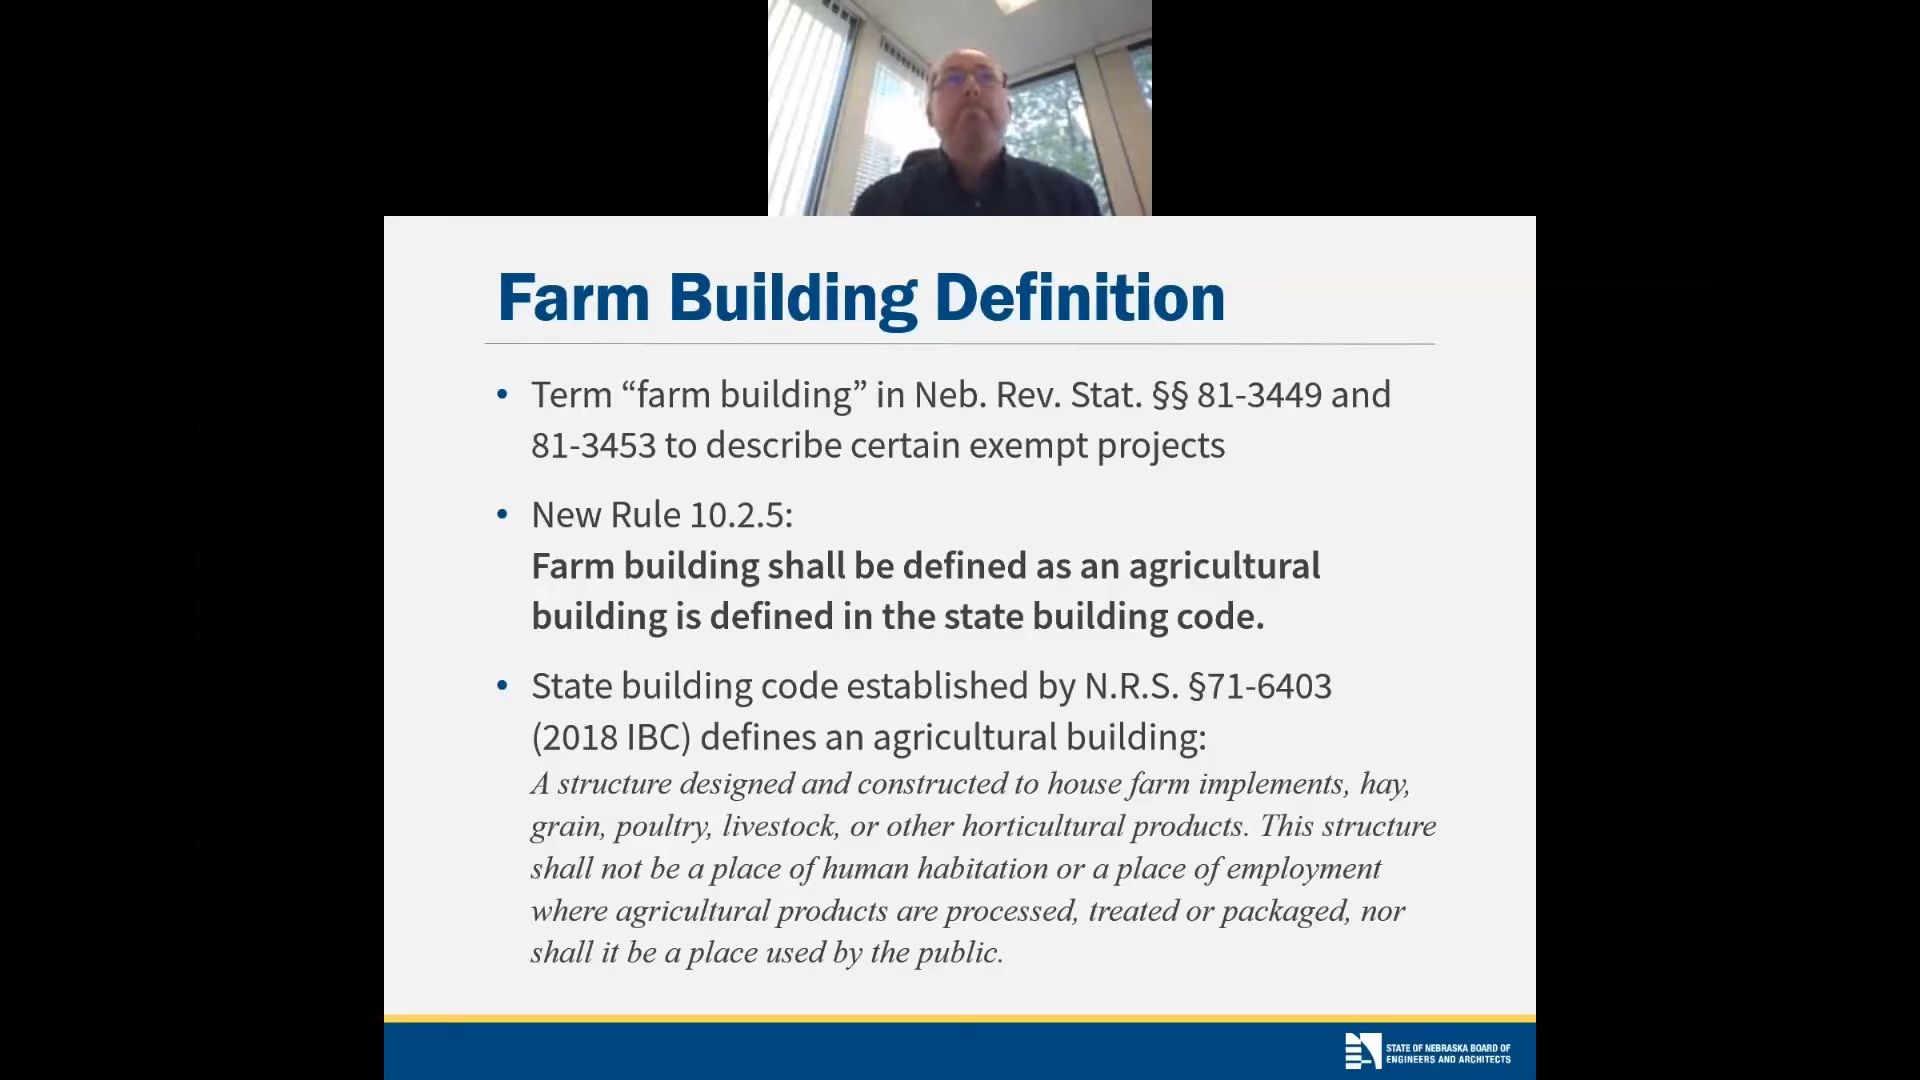 Farm Building Definition
• Term “farm building” in Neb. Rev. Stat. §§ 81-3449 and
81-3453 to describe certain exempt projects
• New Rule 10.2.5:
Farm building shall be defined as an agricultural
building is defined in the state building code.
• State building code established by N.R.S. §71-6403
(2018 IBC) defines an agricultural building:
A structure designed and constructed to house farm implements, hay,
grain, poultry, livestock, or other horticultural products. This structure
shall not be a place of human habitation or a place of employment
where agricultural products are processed, treated or packaged, nor
shall it be a place used by the public.
STATE OF NEBRASKA BOARD OF
ENGINEERS AND ARCHITECTS